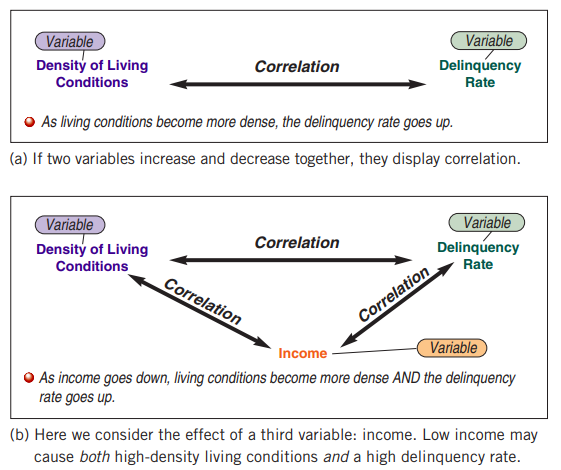 Variable
Variable
Density of Living
Conditions
Correlation
Delinquency
Rate
As living conditions become more dense, the delinquency rate goes up.
(a) If two variables increase and decrease together, they display correlation.
Variable
Variable
Density of Living
Conditions
Correlation
Delinquency
Rate
Correlation
Correlation
Income
Variable
As income goes down, living conditions become more dense AND the delinquency
rate goes up.
(b) Here we consider the effect of a third variable: income. Low income may
cause both high-density living conditions and a high delinquency rate.